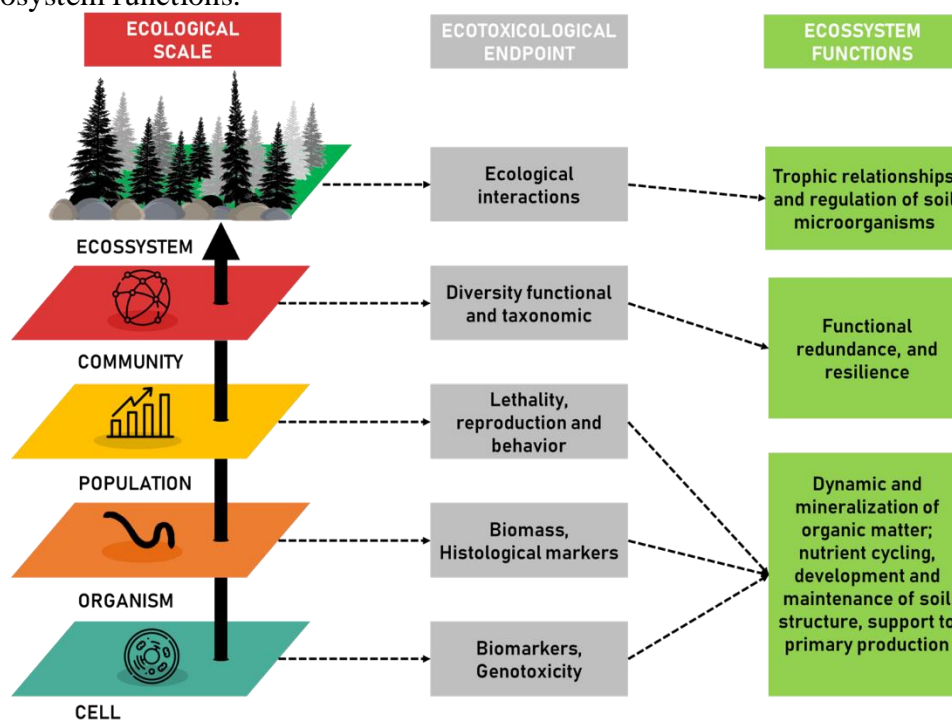 osystem functions.
ECOLOGICAL
SCALE
ECOTOXICOLOGICAL
ENDPOINT
ECOSSYSTEM
FUNCTIONS
Ecological
interactions
Trophic relationships
and regulation of soil
microorganisms
ECOSSYSTEM
Diversity functional
and taxonomic
Functional
redundance, and
resilience
COMMUNITY
Lethality,
reproduction and
behavior
POPULATION
Biomass,
Histological markers
Dynamic and
mineralization of
organic matter;
nutrient cycling,
development and
maintenance of soil
structure, support to
primary production
ORGANISM
Biomarkers,
Genotoxicity
CELL